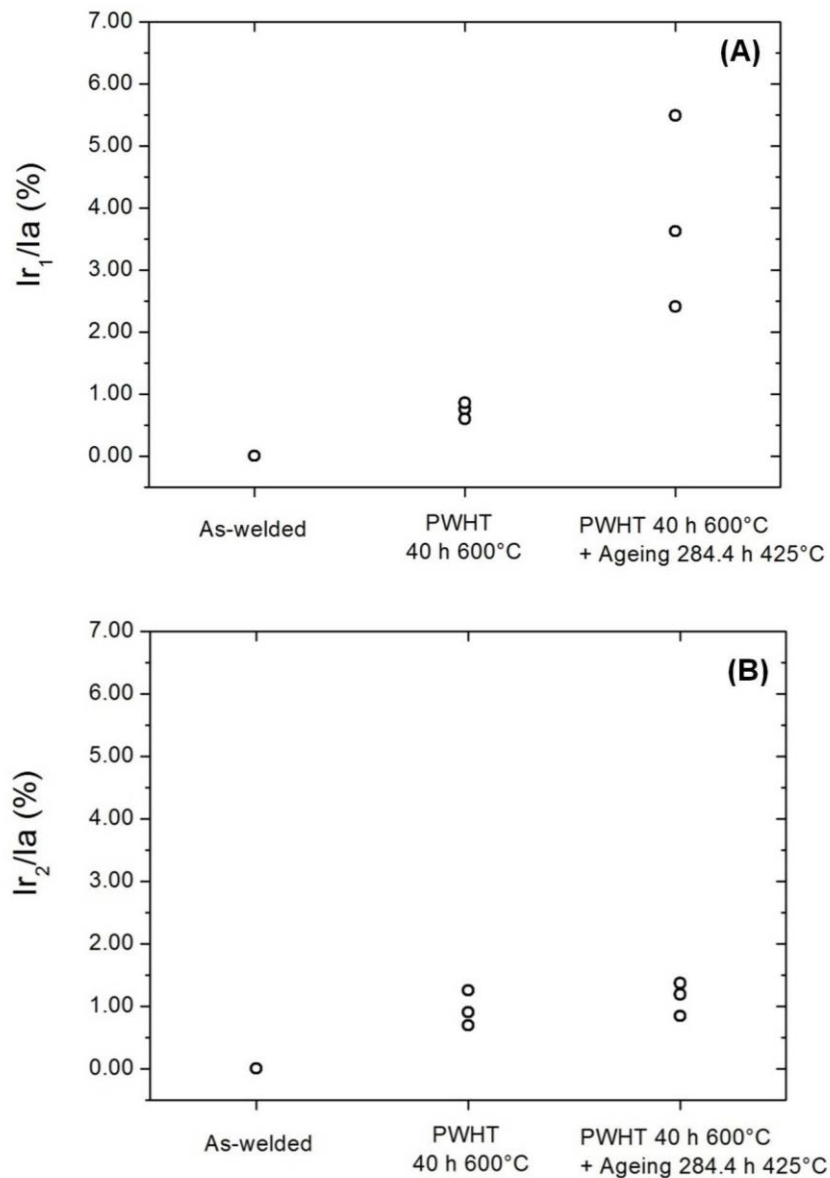 (A)
7.00
6.00
5.00
4.00
3.00
2.00
1.00
0.00
Ir₁/Ia (%)
As-welded
PWHT
40 h 600°C
PWHT 40 h 600°C
+ Ageing 284.4 h 425°C
(B)
7.00
6.00
5.00
4.00
3.00
2.00
1.00
0.00
Ir₂/Ia (%)
As-welded
PWHT
40 h 600°C
PWHT 40 h 600°C
+ Ageing 284.4 h 425°C